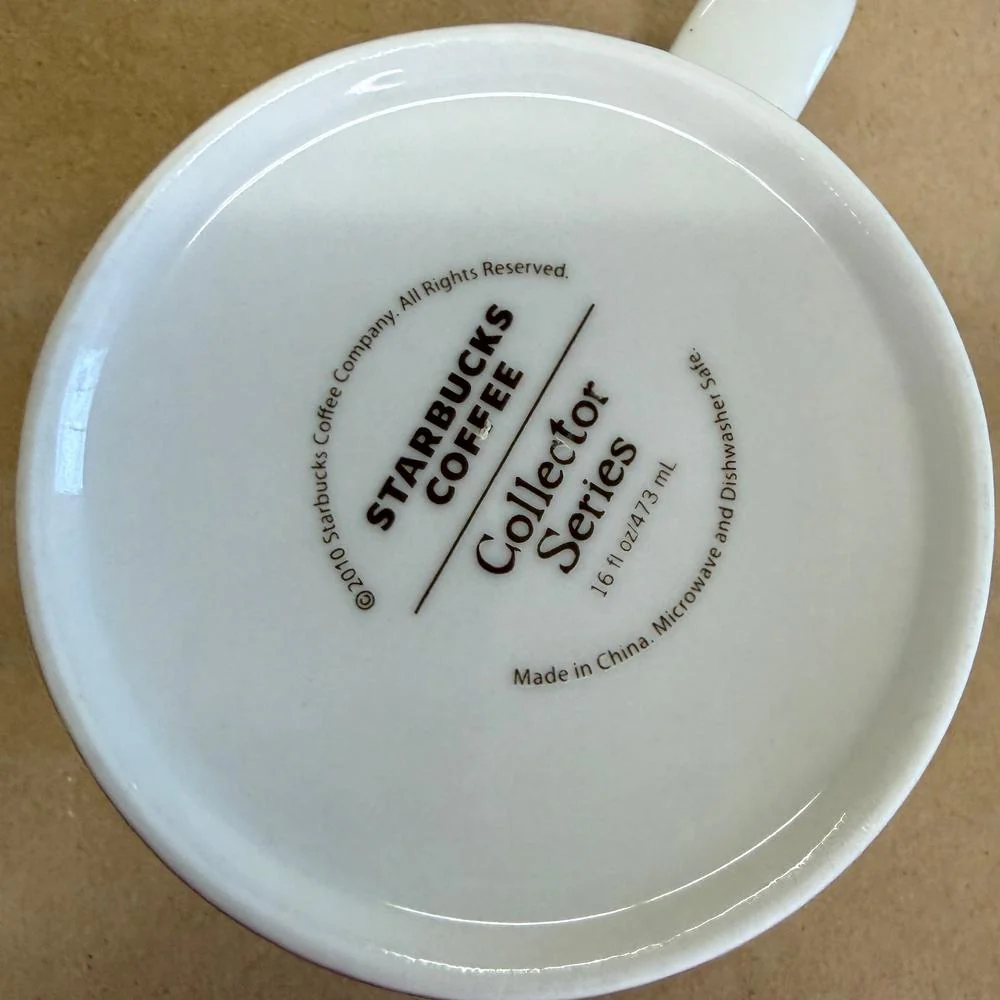 ©2010 Starbucks Coffee Company. All Rights Reserved.
STARBUCKS
COFFEE
Collector
Series
16 fl oz/473 mL
Made in China. Microwave and Dishwasher Safe.